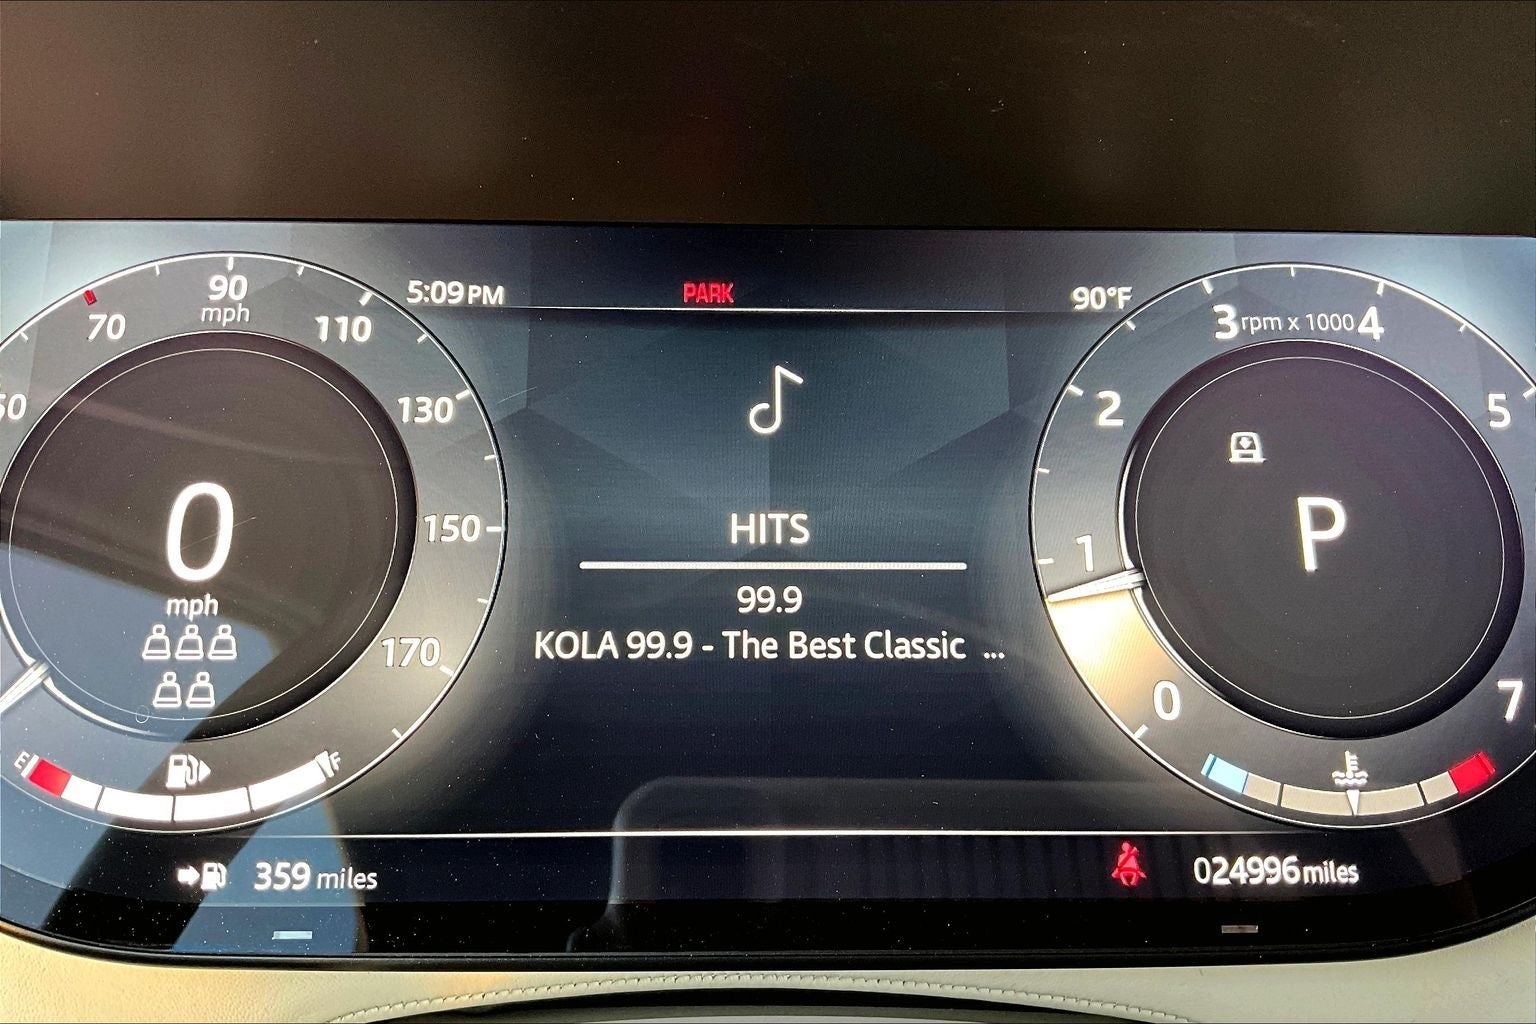 5:09 PM
PARK
90°F
50
70
90
mph
110
130
150
170
0
mph
E
F
359 miles
HITS
99.9
KOLA 99.9 - The Best Classic ...
0
1
2
3 rpm x 1000 4
5
7
P
024996 miles